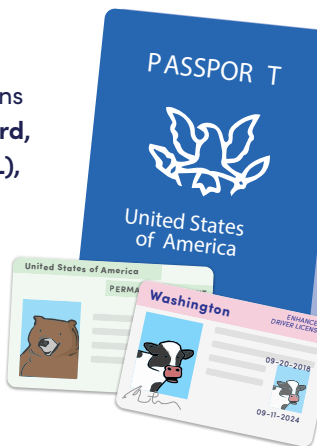 ns
rd,
L),
PASSPOR T
United States
of America
United States of America
PERMA
Washington
ENHANCE
DRIVER LICENS
09-20-2018
09-11-2024